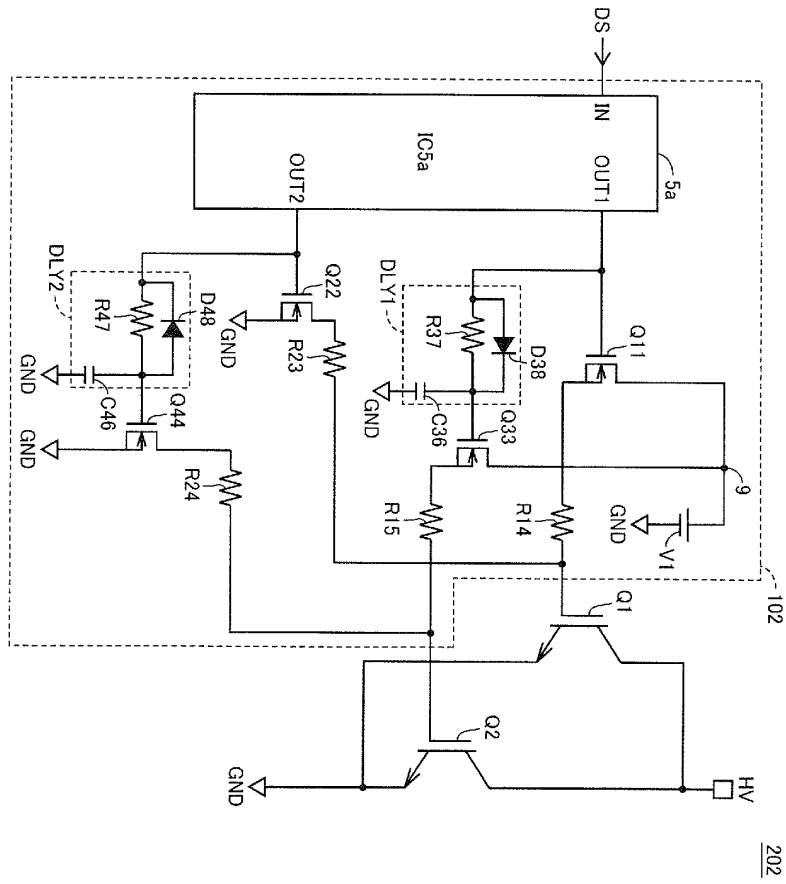 DS
IN
OUT1
5a
IC5a
OUT2
Q11
Q22
R23
GND
DLY1
R37
D38
C36
GND
Q33
DLY2
R47
D48
C46
GND
Q44
GND
R24
R15
R14
9
V1
GND
102
Q1
Q2
GND
HV
202